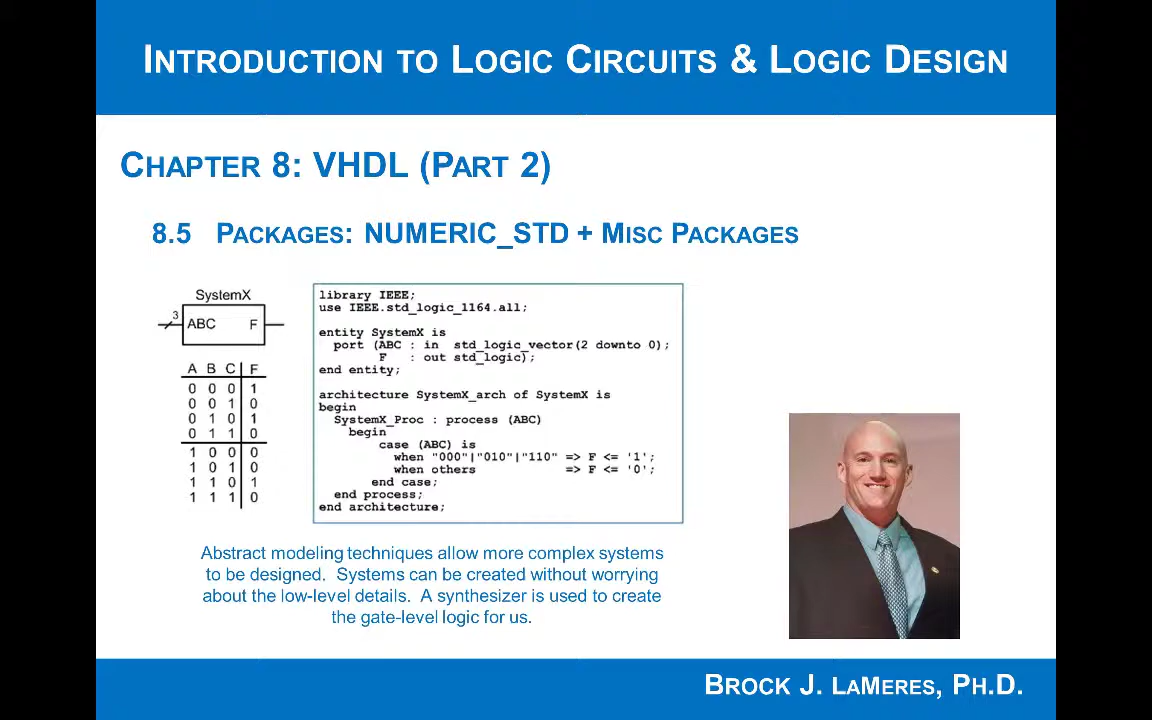 INTRODUCTION TO LOGIC CIRCUITS & LOGIC DESIGN
CHAPTER 8: VHDL (PART 2)
8.5 PACKAGES: NUMERIC_STD + MISC PACKAGES
SystemX
3
ABC F
A B C F
0 0 0 1
0 0 1 0
0 1 0 1
0 1 1 0
1 0 0 0
1 0 1 0
1 1 0 1
1 1 1 0
library IEEE;
use IEEE.std_logic_1164.all;
entity SystemX is
port (ABC : in std_logic_vector(2 downto 0);
F : out std_logic);
end entity;
architecture SystemX_arch of SystemX is
begin
SystemX_Proc : process (ABC)
begin
case (ABC) is
when "000"|"010"|"110" => F <= '1';
when others => F <= '0';
end case;
end process;
end architecture;
Abstract modeling techniques allow more complex systems
to be designed. Systems can be created without worrying
about the low-level details. A synthesizer is used to create
the gate-level logic for us.
BROCK J. LAMERES, PH.D.